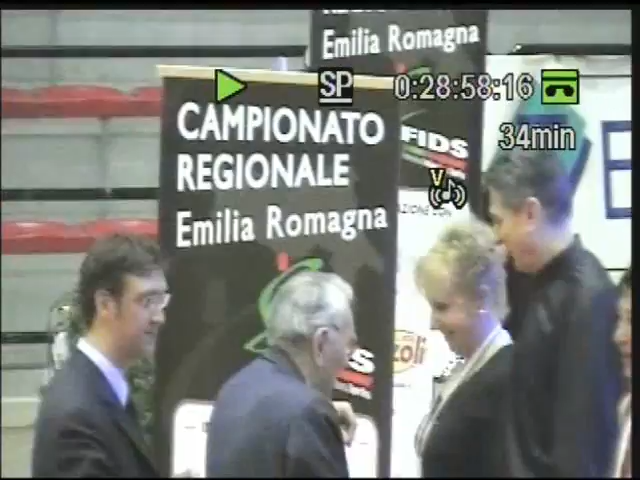 Emilia Romagna
SP 0:28:58:16
34min
CAMPIONATO
REGIONALE
Emilia Romagna
FIDS
V